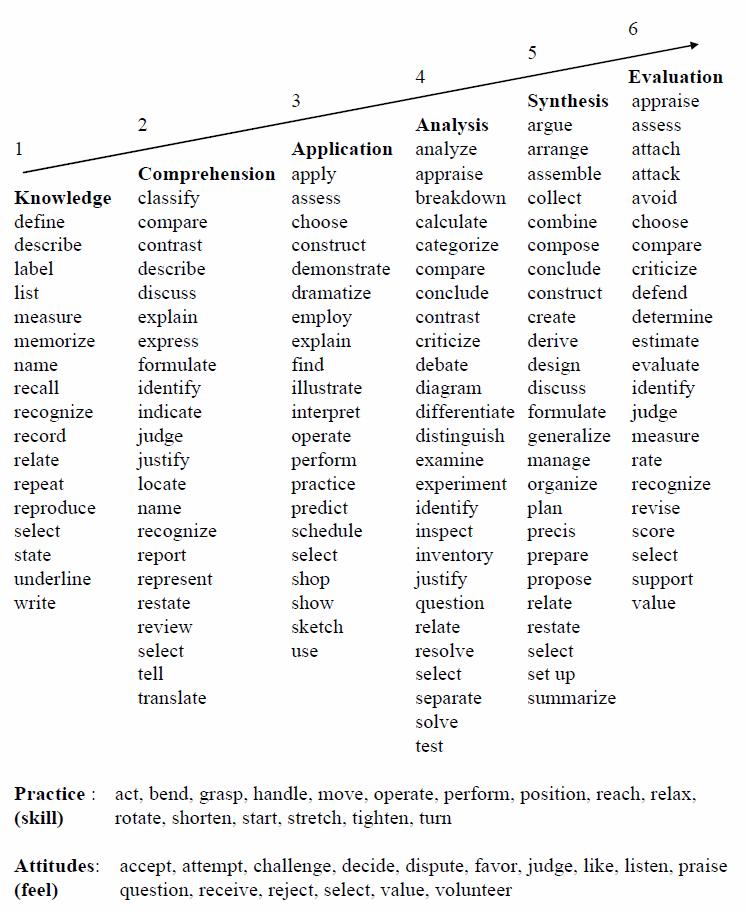 6
5
4
3
2
1
Evaluation
appraise
assess
attach
attack
avoid
choose
compare
criticize
defend
determine
estimate
evaluate
identify
judge
measure
rate
recognize
revise
score
select
support
value
Synthesis
argue
arrange
assemble
collect
combine
compose
conclude
construct
create
derive
design
discuss
formulate
generalize
manage
organize
plan
precis
prepare
propose
relate
restate
select
set up
summarize
Analysis
analyze
appraise
breakdown
calculate
categorize
compare
conclude
contrast
criticize
debate
diagram
differentiate
distinguish
examine
experiment
identify
inspect
inventory
justify
question
relate
resolve
select
separate
solve
test
Application
apply
assess
choose
construct
demonstrate
dramatize
employ
explain
find
illustrate
interpret
operate
perform
practice
predict
schedule
select
shop
show
sketch
use
Comprehension
classify
compare
contrast
describe
discuss
explain
express
formulate
identify
indicate
judge
justify
locate
name
recognize
report
represent
restate
review
select
tell
translate
Knowledge
define
describe
label
list
measure
memorize
name
recall
recognize
record
relate
repeat
reproduce
select
state
underline
write
Practice : act, bend, grasp, handle, move, operate, perform, position, reach, relax,
(skill) rotate, shorten, start, stretch, tighten, turn
Attitudes: accept, attempt, challenge, decide, dispute, favor, judge, like, listen, praise
(feel) question, receive, reject, select, value, volunteer